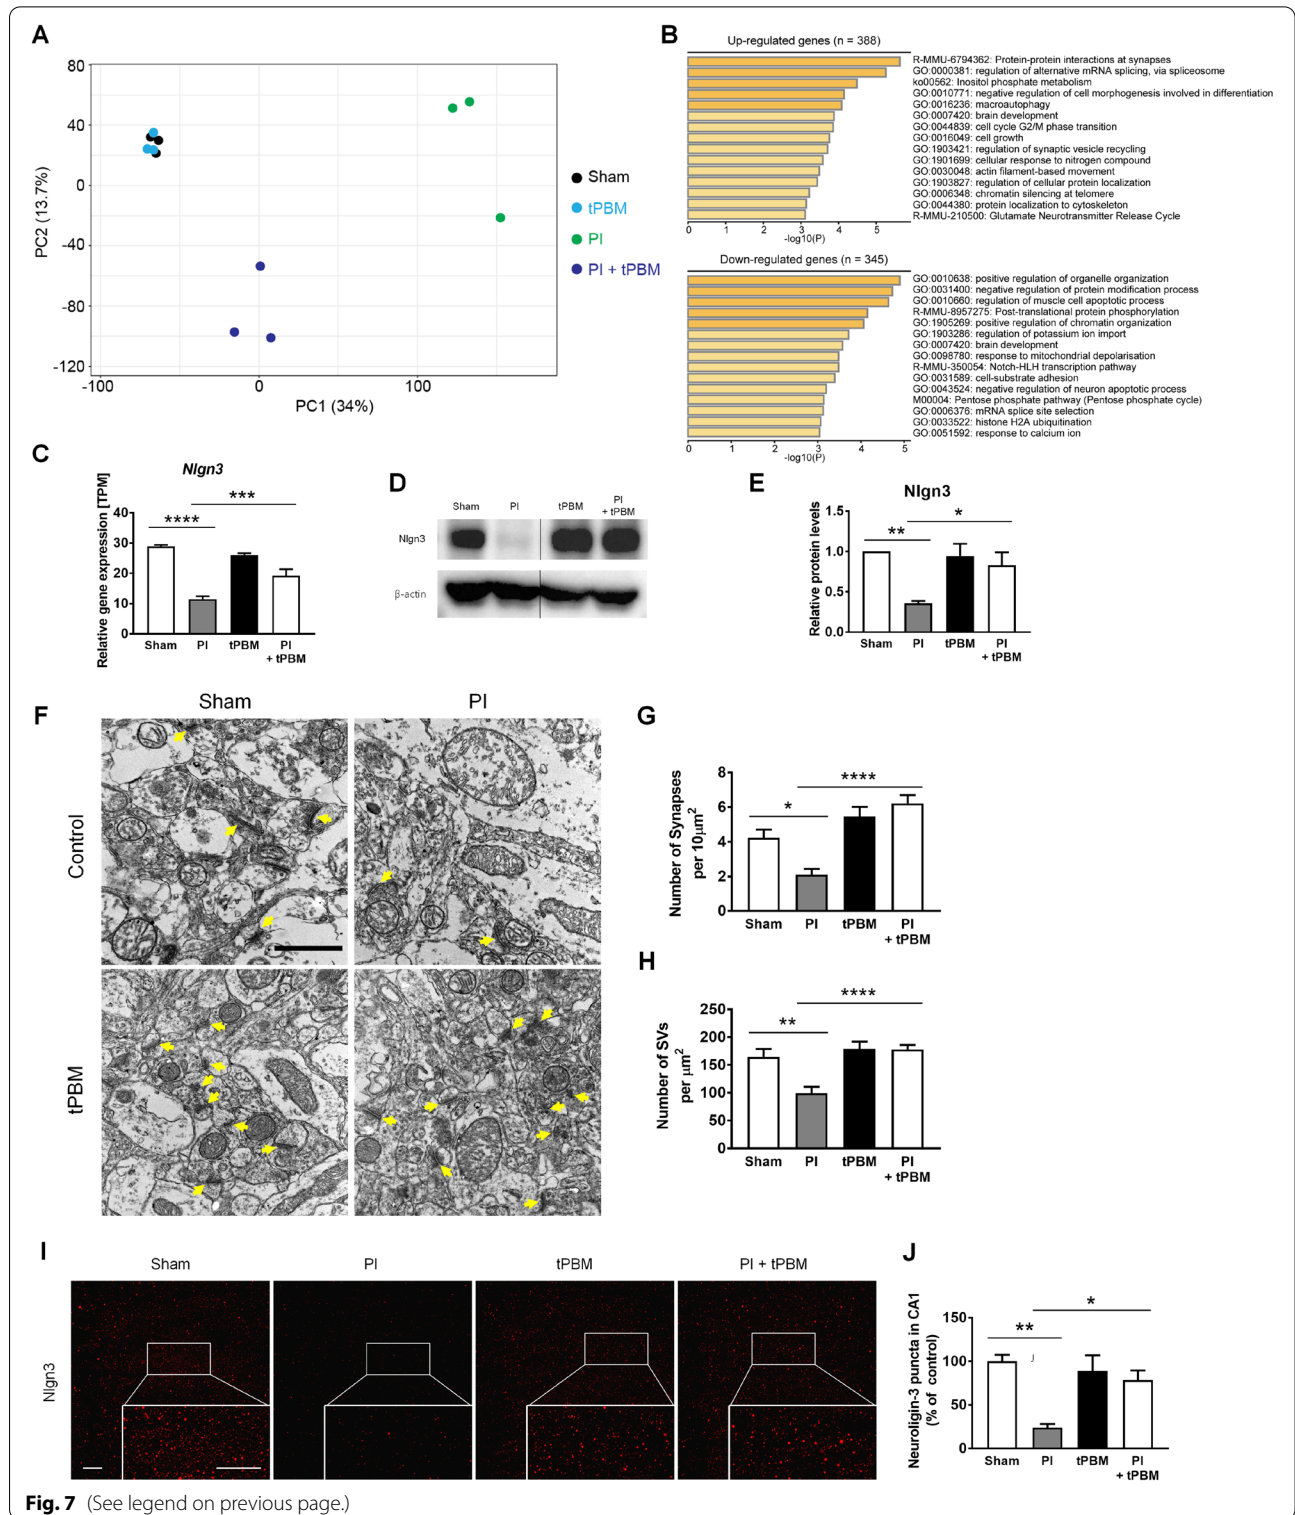 A
80
40
0
-40
-80
-120
-100
0
100
PC2 (13.7%)
PC1 (34%)
Sham
tPBM
PI
PI + tPBM
B
Up-regulated genes (n = 388)
R-MMU-6794362: Protein-protein interactions at synapses
GO:0000381: regulation of alternative mRNA splicing, via spliceosome
ko00562: Inositol phosphate metabolism
GO:0010771: negative regulation of cell morphogenesis involved in differentiation
GO:0016236: macroautophagy
GO:0007420: brain development
GO:0044839: cell cycle G2/M phase transition
GO:0016049: cell growth
GO:1903421: regulation of synaptic vesicle recycling
GO:1901699: cellular response to nitrogen compound
GO:0030048: actin filament-based movement
GO:1903827: regulation of cellular protein localization
GO:0006348: chromatin silencing at telomere
GO:0044380: protein localization to cytoskeleton
R-MMU-210500: Glutamate Neurotransmitter Release Cycle
0 1 2 3 4 5
-log10(P)
Down-regulated genes (n = 345)
GO:0010638: positive regulation of organelle organization
GO:0031400: negative regulation of protein modification process
GO:0010660: regulation of muscle cell apoptotic process
R-MMU-8957275: Post-translational protein phosphorylation
GO:1905269: positive regulation of chromatin organization
GO:1903286: regulation of potassium ion import
GO:0007420: brain development
GO:0098780: response to mitochondrial depolarisation
R-MMU-350054: Notch-HLH transcription pathway
GO:0031589: cell-substrate adhesion
GO:0043524: negative regulation of neuron apoptotic process
M00004: Pentose phosphate pathway (Pentose phosphate cycle)
GO:0006376: mRNA splice site selection
GO:0033522: histone H2A ubiquitination
GO:0051592: response to calcium ion
0 1 2 3 4 5
-log10(P)
C
Nlgn3
***
****
Relative gene expression [TPM]
40
30
20
10
0
Sham PI tPBM PI
+ tPBM
D
Sham PI tPBM PI
+ tPBM
Nlgn3
β-actin
E
Nlgn3
*
**
Relative protein levels
1.5
1.0
0.5
0.0
Sham PI tPBM PI
+ tPBM
F
Sham PI
Control
tPBM
G
****
*
Number of Synapses
per 10μm²
8
6
4
2
0
Sham PI tPBM PI
+ tPBM
H
****
**
Number of SVs
per μm²
250
200
150
100
50
0
Sham PI tPBM PI
+ tPBM
I
Sham PI tPBM PI + tPBM
Nlgn3
J
*
**
Neuroligin-3 puncta in CA1
(% of control)
150
100
50
0
Sham PI tPBM PI
+ tPBM
Fig. 7 (See legend on previous page.)